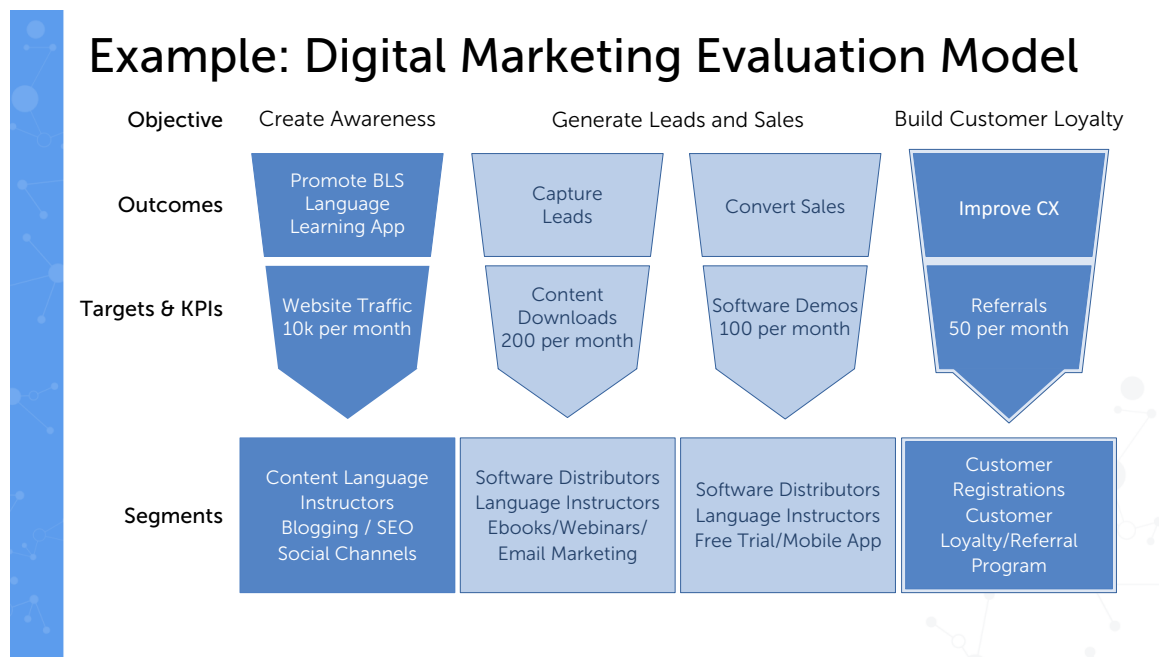 Example: Digital Marketing Evaluation Model
Objective
Create Awareness
Generate Leads and Sales
Build Customer Loyalty
Outcomes
Promote BLS
Language
Learning App
Capture
Leads
Convert Sales
Improve CX
Targets & KPIs
Website Traffic
10k per month
Content
Downloads
200 per month
Software Demos
100 per month
Referrals
50 per month
Segments
Content Language
Instructors
Blogging / SEO
Social Channels
Software Distributors
Language Instructors
Ebooks/Webinars/
Email Marketing
Software Distributors
Language Instructors
Free Trial/Mobile App
Customer
Registrations
Customer
Loyalty/Referral
Program